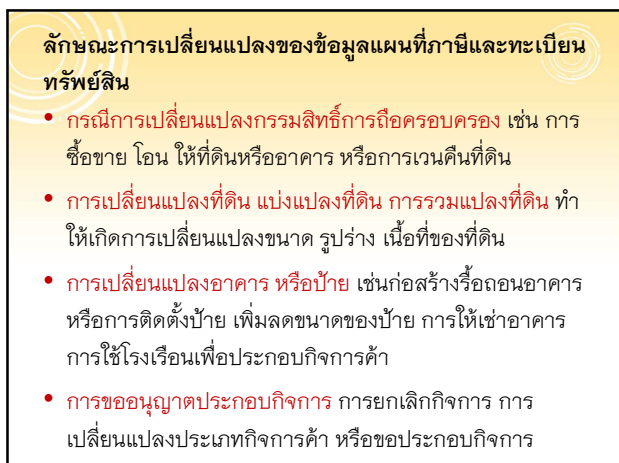 ลักษณะการเปลี่ยนแปลงของข้อมูลแผนที่ภาษีและทะเบียน
ทรัพย์สิน
• กรณีการเปลี่ยนแปลงกรรมสิทธิ์การถือครอบครอง เช่น การ
ซื้อขาย โอน ให้ที่ดินหรืออาคาร หรือการเวนคืนที่ดิน
• การเปลี่ยนแปลงที่ดิน แบ่งแปลงที่ดิน การรวมแปลงที่ดิน ทำ
ให้เกิดการเปลี่ยนแปลงขนาด รูปร่าง เนื้อที่ของที่ดิน
• การเปลี่ยนแปลงอาคาร หรือป้าย เช่นก่อสร้างรื้อถอนอาคาร
หรือการติดตั้งป้าย เพิ่มลดขนาดของป้าย การให้เช่าอาคาร
การใช้โรงเรือนเพื่อประกอบกิจการค้า
• การขออนุญาตประกอบกิจการ การยกเลิกกิจการ การ
เปลี่ยนแปลงประเภทกิจการค้า หรือขอประกอบกิจการ